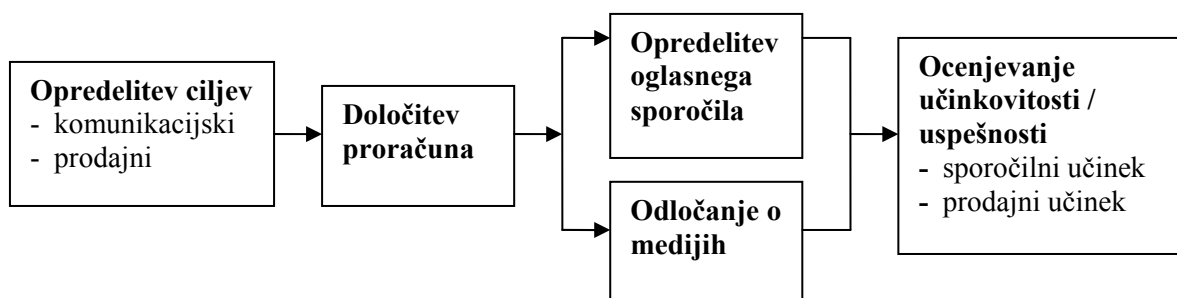 Opredelitev ciljev
- komunikacijski
- prodajni
Določitev
proračuna
Opredelitev
oglasnega
sporočila
Odločanje o
medijih
Ocenjevanje
učinkovitosti /
uspešnosti
- sporočilni učinek
- prodajni učinek